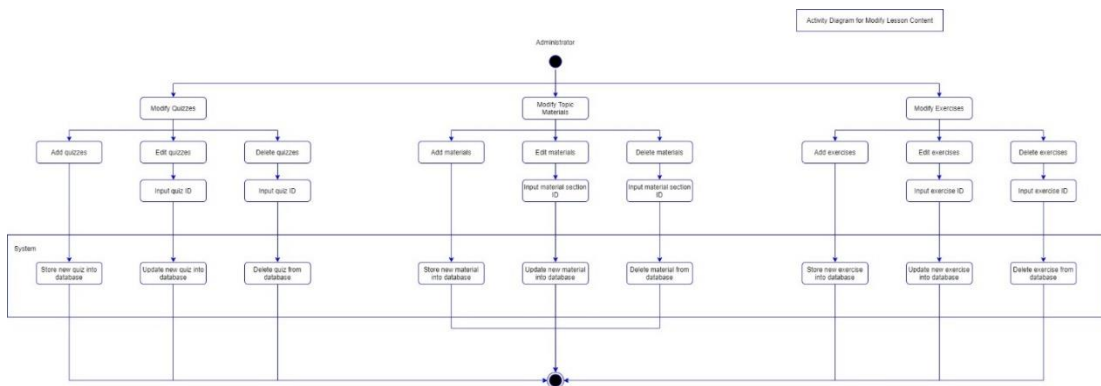 Activity Diagram for Modify Lesson Content
Administrator
Modify Quizzes
Modify Topic
Materials
Modify Exercises
Add quizzes
Edit quizzes
Delete quizzes
Add materials
Edit materials
Delete materials
Add exercises
Edit exercises
Delete exercises
Input quiz ID
Input quiz ID
Input material section
ID
Input material section
ID
Input exercise ID
Input exercise ID
System
Store new quiz into
database
Update new quiz into
database
Delete quiz from
database
Store new material
into database
Update new material
into database
Delete material from
database
Store new exercise
into database
Update new exercise
into database
Delete exercise from
database